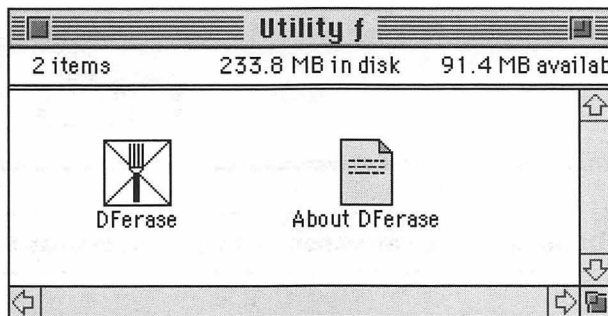 Utility ƒ
2 items 233.8 MB in disk 91.4 MB availab
DFerase About DFerase